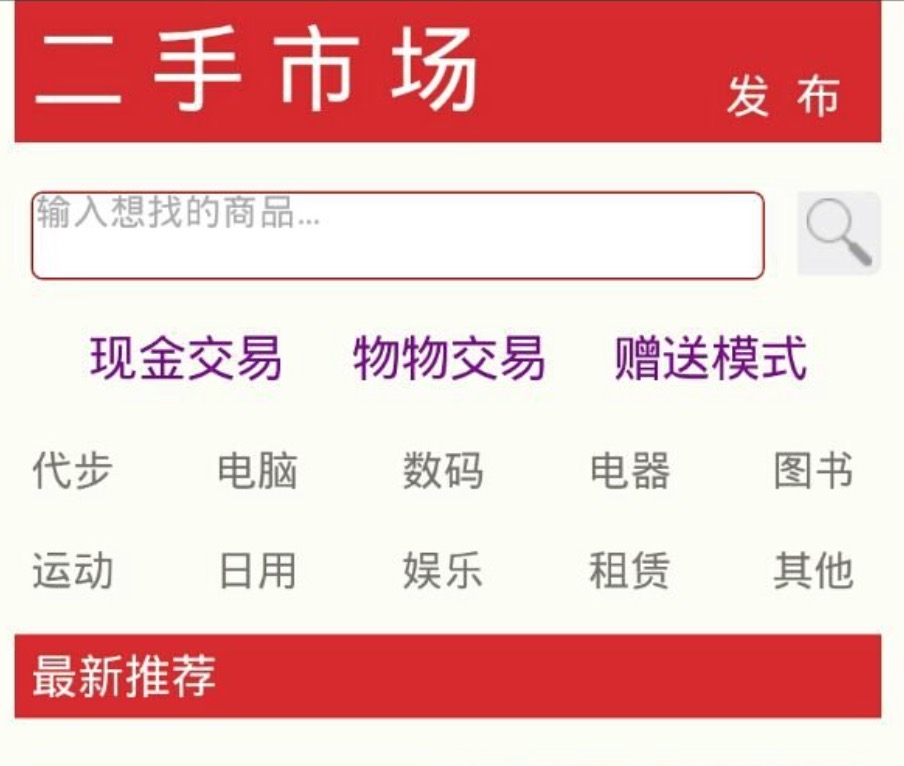 二手市场 发布
输入想找的商品...
现金交易 物物交易 赠送模式
代步 电脑 数码 电器 图书
运动 日用 娱乐 租赁 其他
最新推荐